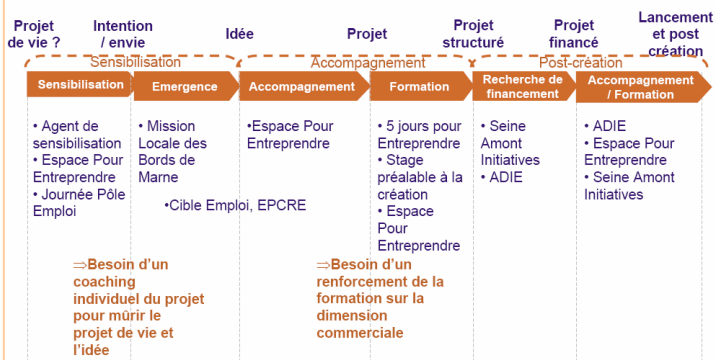 Projet
de vie ?
Intention
/ envie
Idée
Projet
Projet
structuré
Projet
financé
Lancement
et post
création
Sensibilisation
Accompagnement
Post-création
Sensibilisation
Emergence
Accompagnement
Formation
Recherche de
financement
Accompagnement
/ Formation
• Agent de
sensibilisation
• Espace Pour
Entreprendre
• Journée Pôle
Emploi
• Mission
Locale des
Bords de
Marne
•Cible Emploi, EPCRE
•Espace Pour
Entreprendre
• 5 jours pour
Entreprendre
• Stage
préalable à la
création
• Espace
Pour
Entreprendre
• Seine
Amont
Initiatives
• ADIE
• ADIE
• Espace Pour
Entreprendre
• Seine Amont
Initiatives
⇒Besoin d’un
coaching
individuel du projet
pour mûrir le
projet de vie et
l’idée
⇒Besoin d’un
renforcement de la
formation sur la
dimension
commerciale